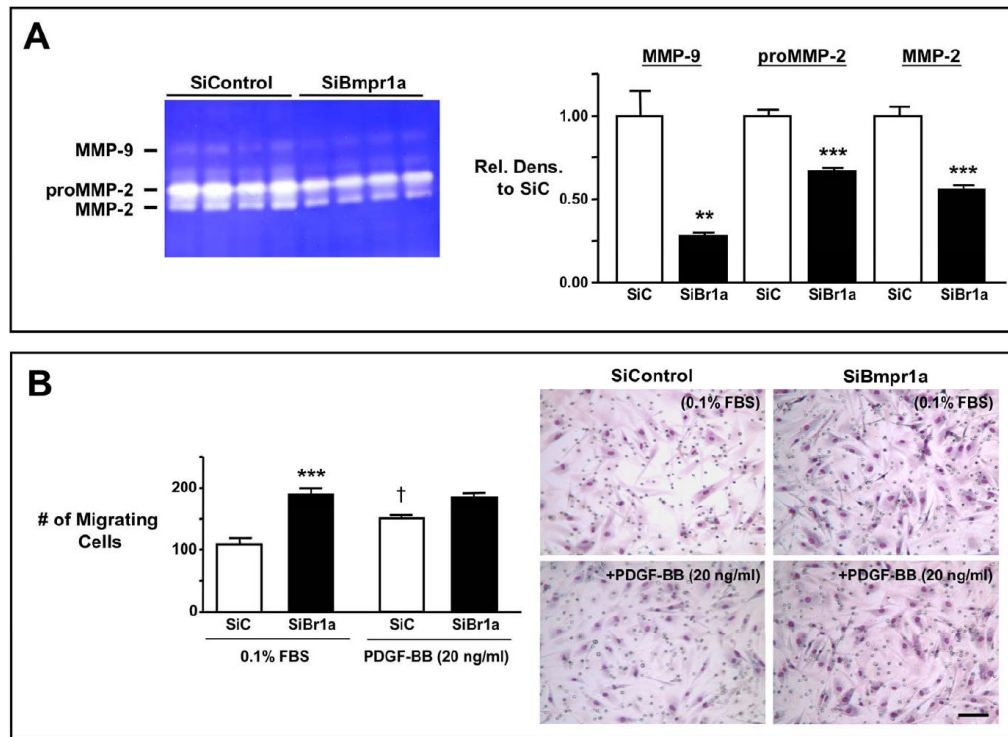 A
SiControl SiBmpr1a
MMP-9
proMMP-2
MMP-2
MMP-9 proMMP-2 MMP-2
Rel. Dens.
to SiC
1.00
0.50
0.00
** *** ***
SiC SiBr1a SiC SiBr1a SiC SiBr1a
B
# of Migrating
Cells
200
100
0
*** †
SiC SiBr1a SiC SiBr1a
0.1% FBS PDGF-BB (20 ng/ml)
SiControl SiBmpr1a
(0.1% FBS) (0.1% FBS)
+PDGF-BB (20 ng/ml) +PDGF-BB (20 ng/ml)